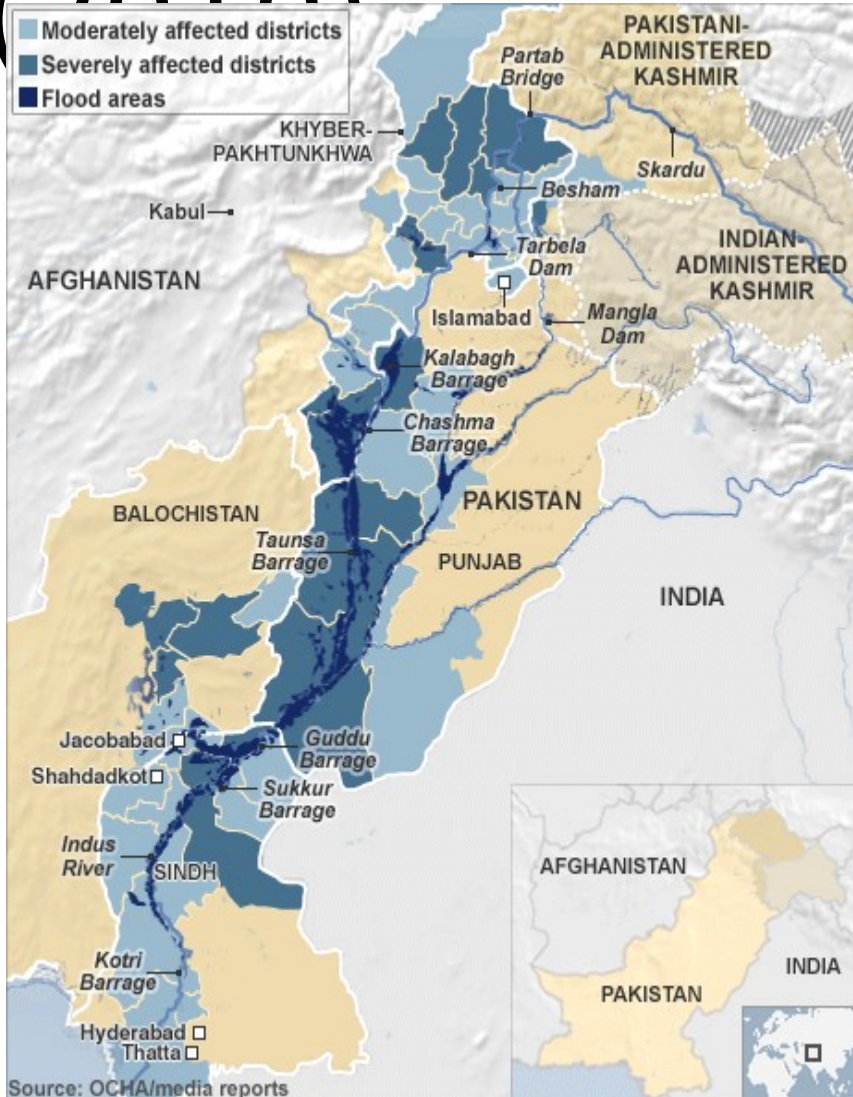 Moderately affected districts
Severely affected districts
Flood areas
PAKISTANI-
ADMINISTERED
KASHMIR
Partab
Bridge
KHYBER-
PAKHTUNKHWA
Skardu
Besham
Kabul
Tarbela
Dam
INDIAN-
ADMINISTERED
KASHMIR
AFGHANISTAN
Islamabad
Mangla
Dam
Kalabagh
Barrage
Chashma
Barrage
BALOCHISTAN
PAKISTAN
Taunsa
Barrage
PUNJAB
INDIA
Jacobabad
Guddu
Barrage
Shahdadkot
Sukkur
Barrage
Indus
River
SINDH
Kotri
Barrage
Hyderabad
Thatta
AFGHANISTAN
INDIA
PAKISTAN
Source: OCHA/media reports